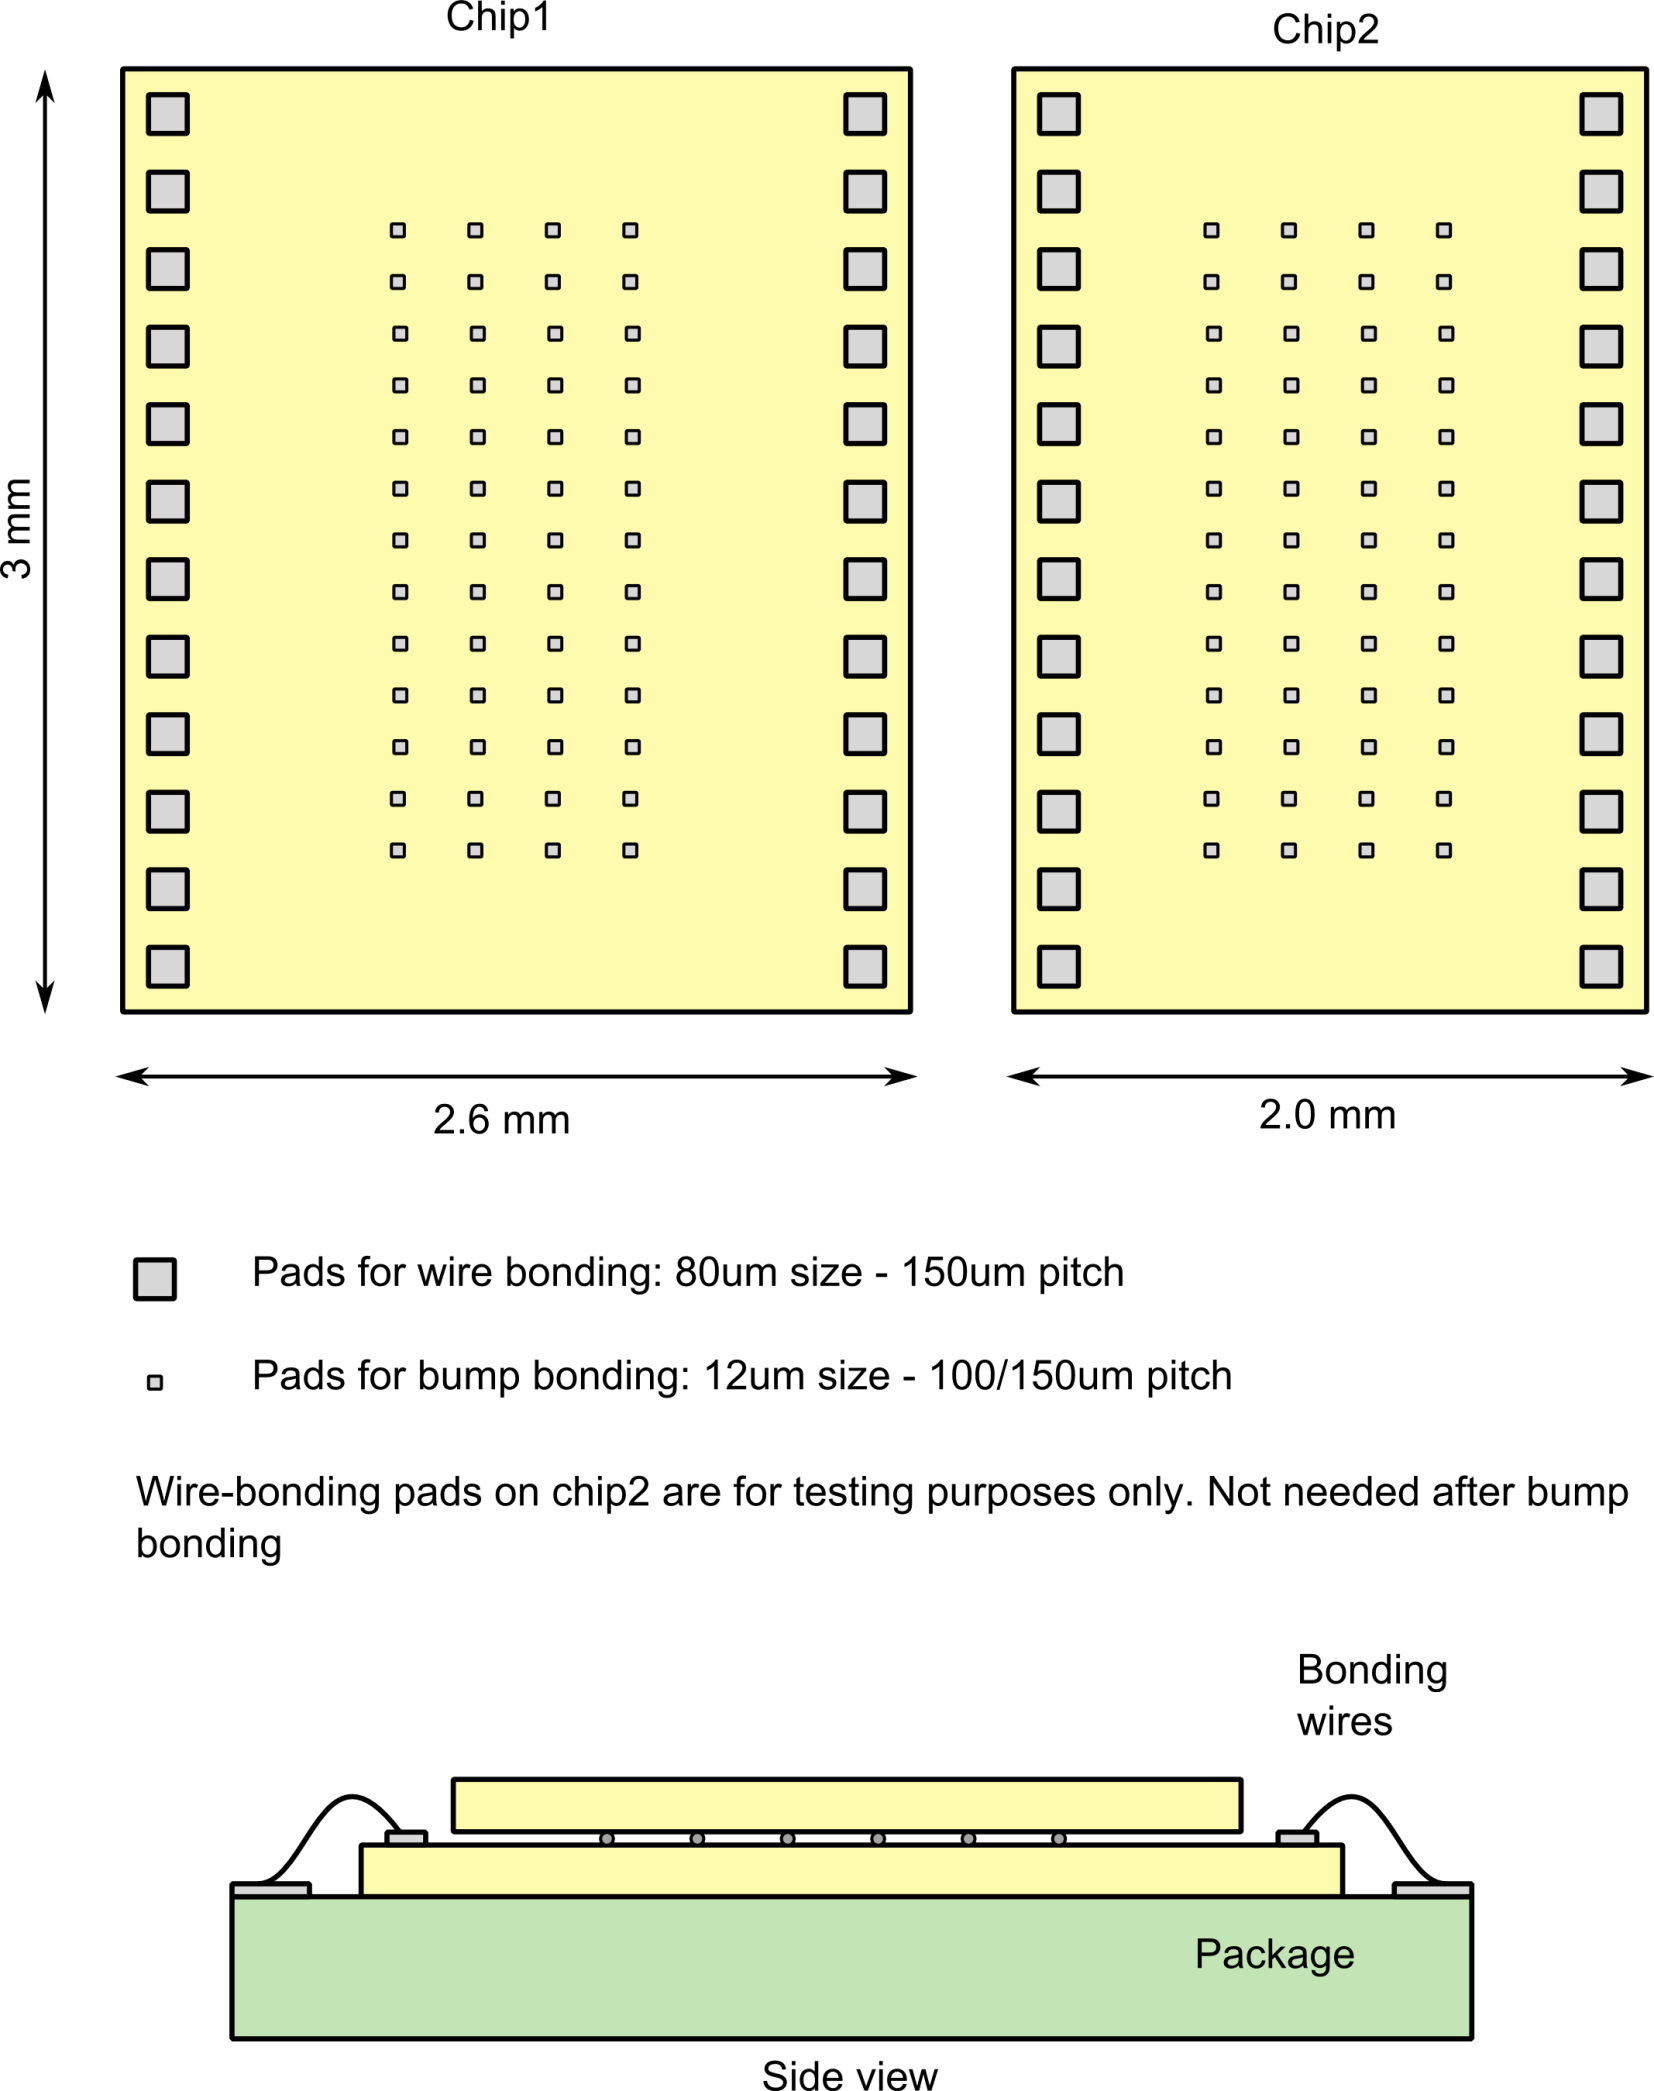 Chip1
Chip2
3 mm
2.6 mm
2.0 mm
Pads for wire bonding: 80um size - 150um pitch
Pads for bump bonding: 12um size - 100/150um pitch
Wire-bonding pads on chip2 are for testing purposes only. Not needed after bump
bonding
Bonding
wires
Package
Side view